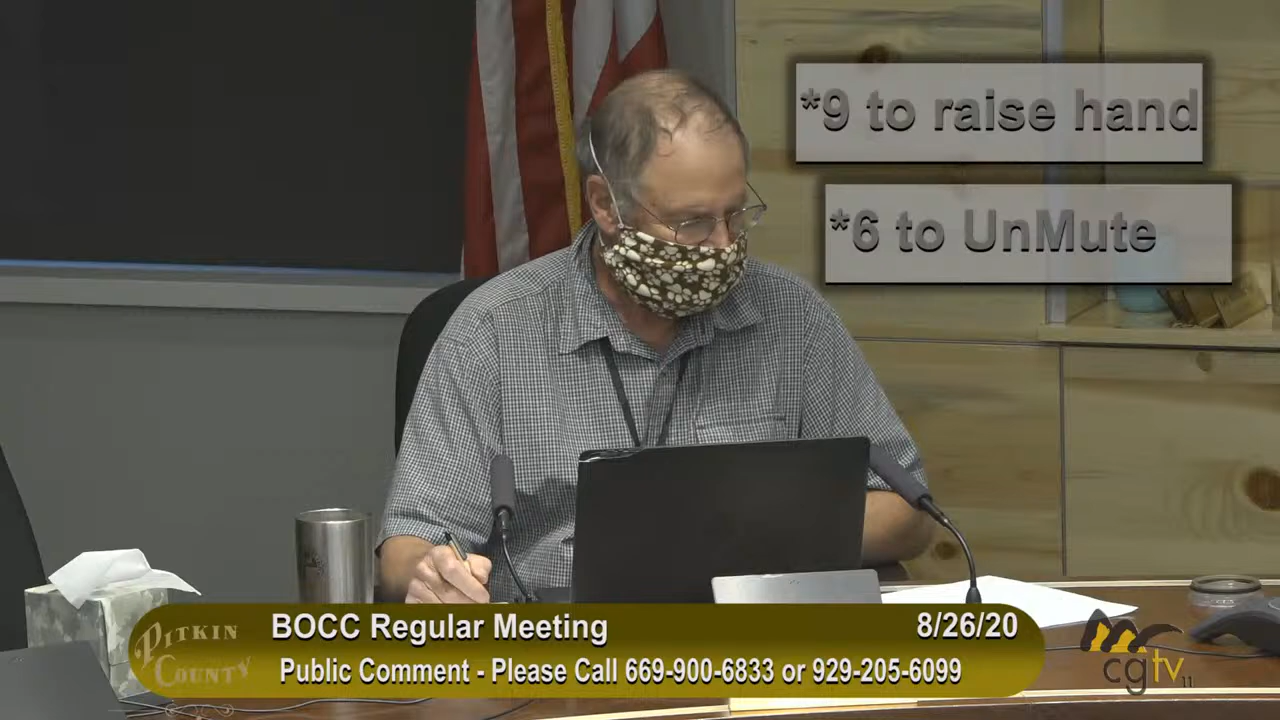 *9 to raise hand
*6 to UnMute
BOCC Regular Meeting
8/26/20
PITKIN
COUNTY
Public Comment - Please Call 669-900-6833 or 929-205-6099
cgtv
11